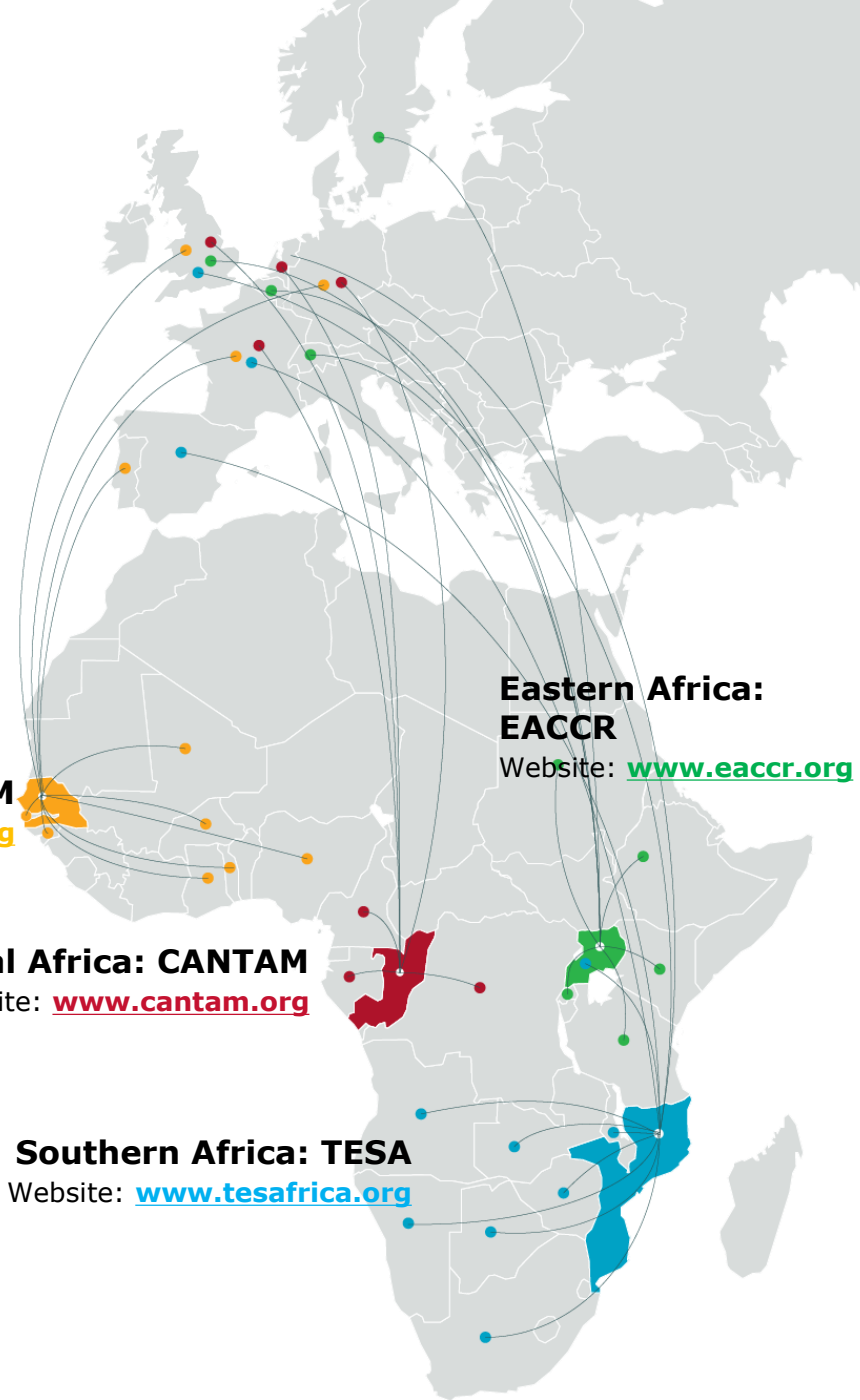 Eastern Africa:
EACCR
Website: www.eaccr.org
M
g
l Africa: CANTAM
ite: www.cantam.org
Southern Africa: TESA
Website: www.tesafrica.org